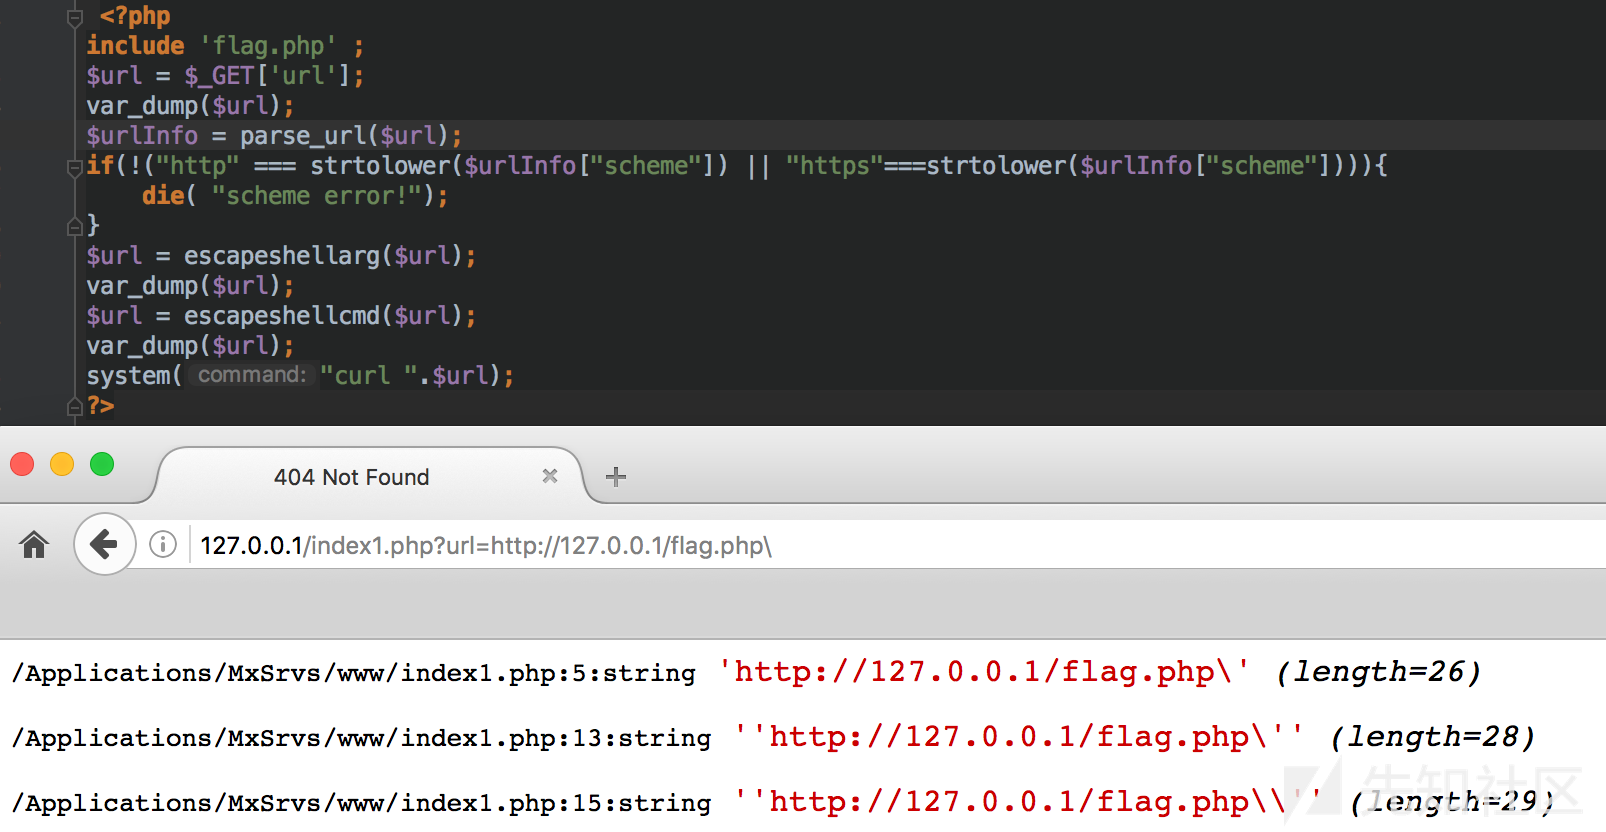 <?php
include 'flag.php' ;
$url = $_GET['url'];
var_dump($url);
$urlInfo = parse_url($url);
if(!("http" === strtolower($urlInfo["scheme"]) || "https"===strtolower($urlInfo["scheme"]))){
die( "scheme error!");
}
$url = escapeshellarg($url);
var_dump($url);
$url = escapeshellcmd($url);
var_dump($url);
system( command: "curl ".$url);
?>
404 Not Found
127.0.0.1/index1.php?url=http://127.0.0.1/flag.php\
/Applications/MxSrvs/www/index1.php:5:string 'http://127.0.0.1/flag.php\' (length=26)
/Applications/MxSrvs/www/index1.php:13:string ''http://127.0.0.1/flag.php\'' (length=28)
/Applications/MxSrvs/www/index1.php:15:string ''http://127.0.0.1/flag.php\\'' (length=29)
先知社区